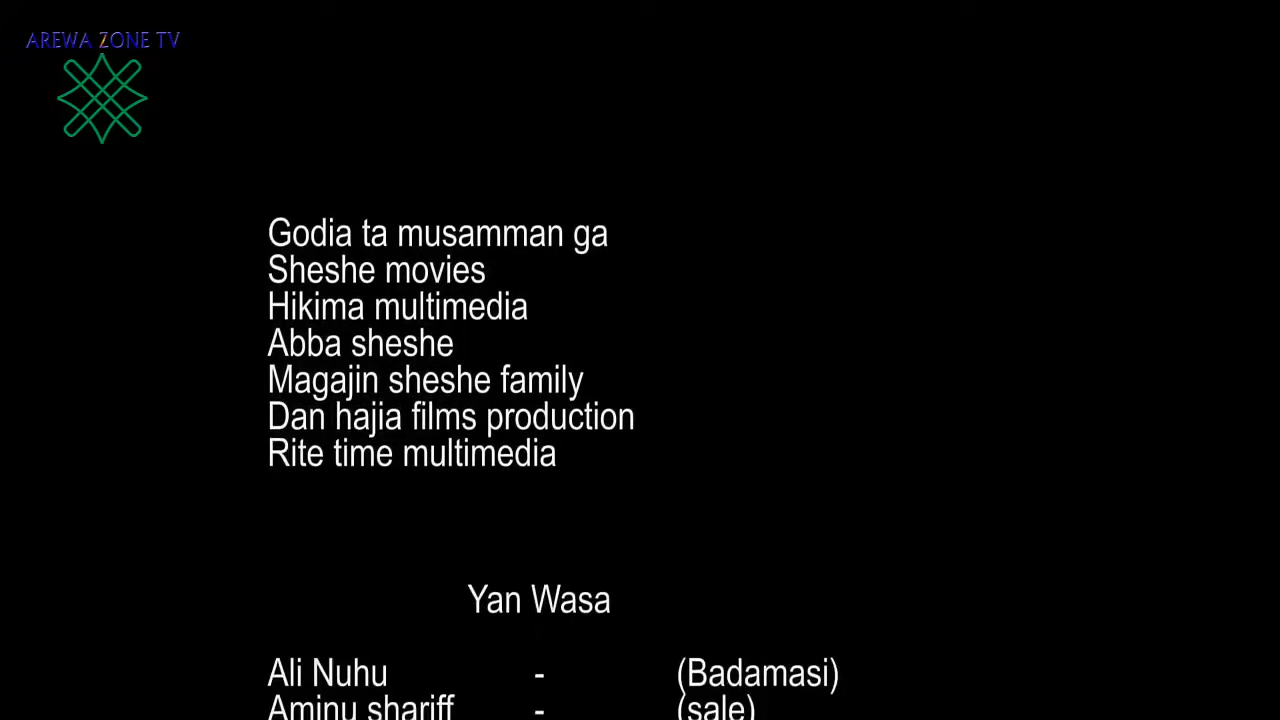 AREWA ZONE TV
Godia ta musamman ga
Sheshe movies
Hikima multimedia
Abba sheshe
Magajin sheshe family
Dan hajia films production
Rite time multimedia
Yan Wasa
Ali Nuhu - (Badamasi)
Aminu shariff - (sale)